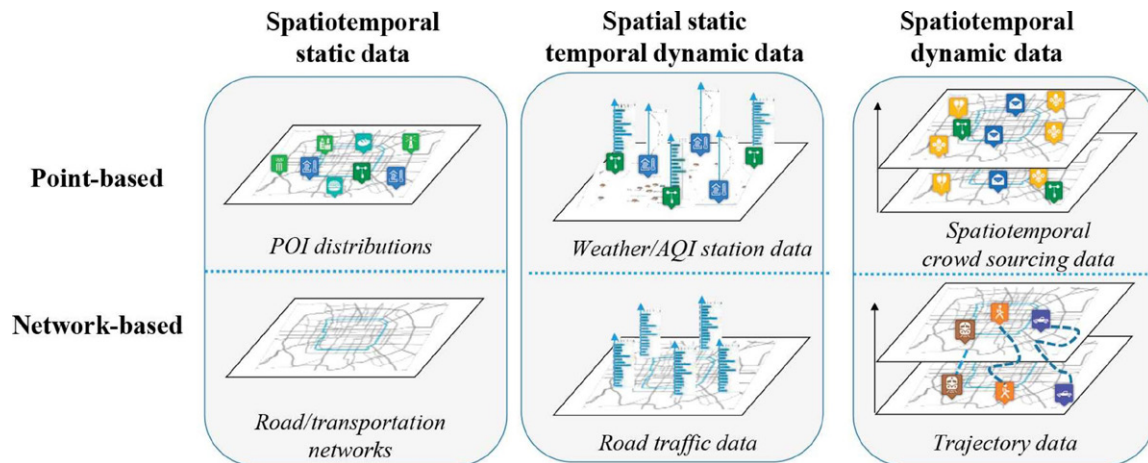 Spatiotemporal
static data
Spatial static
temporal dynamic data
Spatiotemporal
dynamic data
Point-based
POI distributions
Weather/AQI station data
Spatiotemporal
crowd sourcing data
Network-based
Road/transportation
networks
Road traffic data
Trajectory data